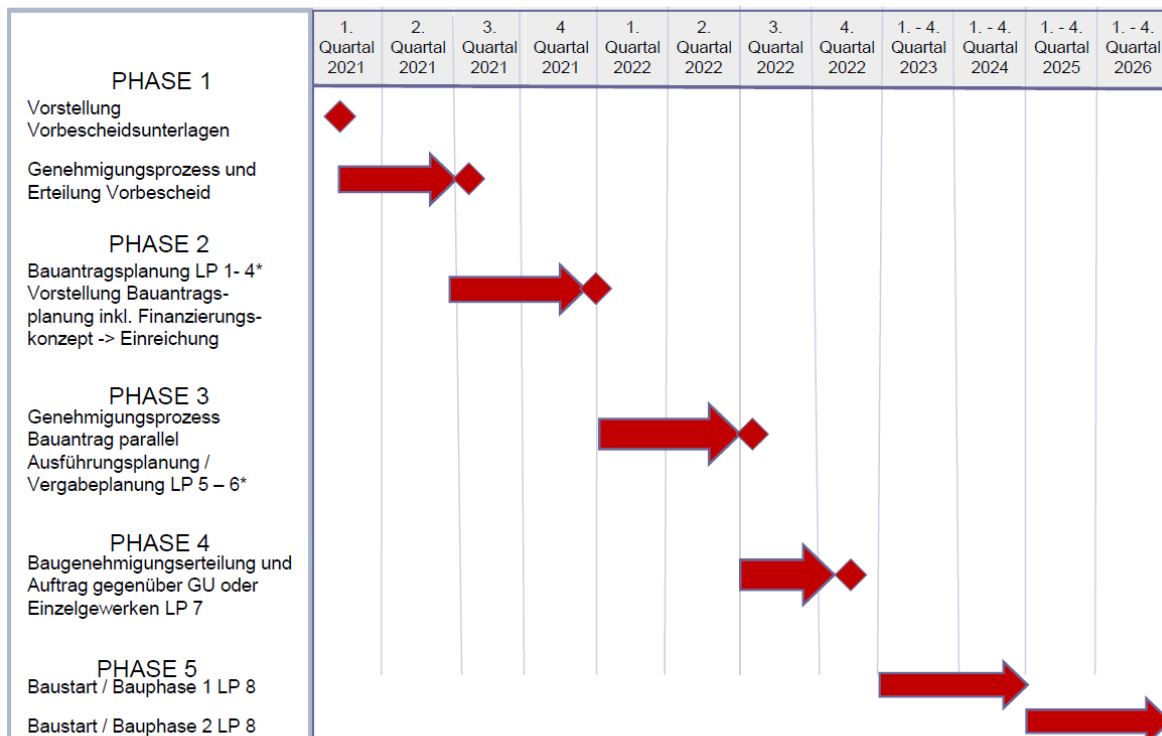 1. Quartal 2021
2. Quartal 2021
3. Quartal 2021
4 Quartal 2021
1. Quartal 2022
2. Quartal 2022
3. Quartal 2022
4. Quartal 2022
1. - 4. Quartal 2023
1. - 4. Quartal 2024
1. - 4. Quartal 2025
1. - 4. Quartal 2026
PHASE 1
Vorstellung
Vorbescheidsunterlagen
Genehmigungsprozess und
Erteilung Vorbescheid
PHASE 2
Bauantragsplanung LP 1- 4*
Vorstellung Bauantrags-
planung inkl. Finanzierungs-
konzept -> Einreichung
PHASE 3
Genehmigungsprozess
Bauantrag parallel
Ausführungsplanung /
Vergabeplanung LP 5 – 6*
PHASE 4
Baugenehmigungserteilung und
Auftrag gegenüber GU oder
Einzelgewerken LP 7
PHASE 5
Baustart / Bauphase 1 LP 8
Baustart / Bauphase 2 LP 8